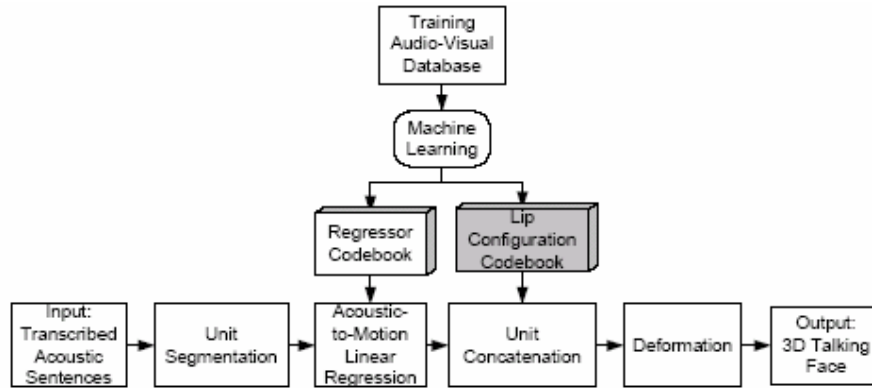 Training
Audio-Visual
Database
Machine
Learning
Regressor
Codebook
Lip
Configuration
Codebook
Input:
Transcribed
Acoustic
Sentences
Unit
Segmentation
Acoustic-
to-Motion
Linear
Regression
Unit
Concatenation
Deformation
Output:
3D Talking
Face